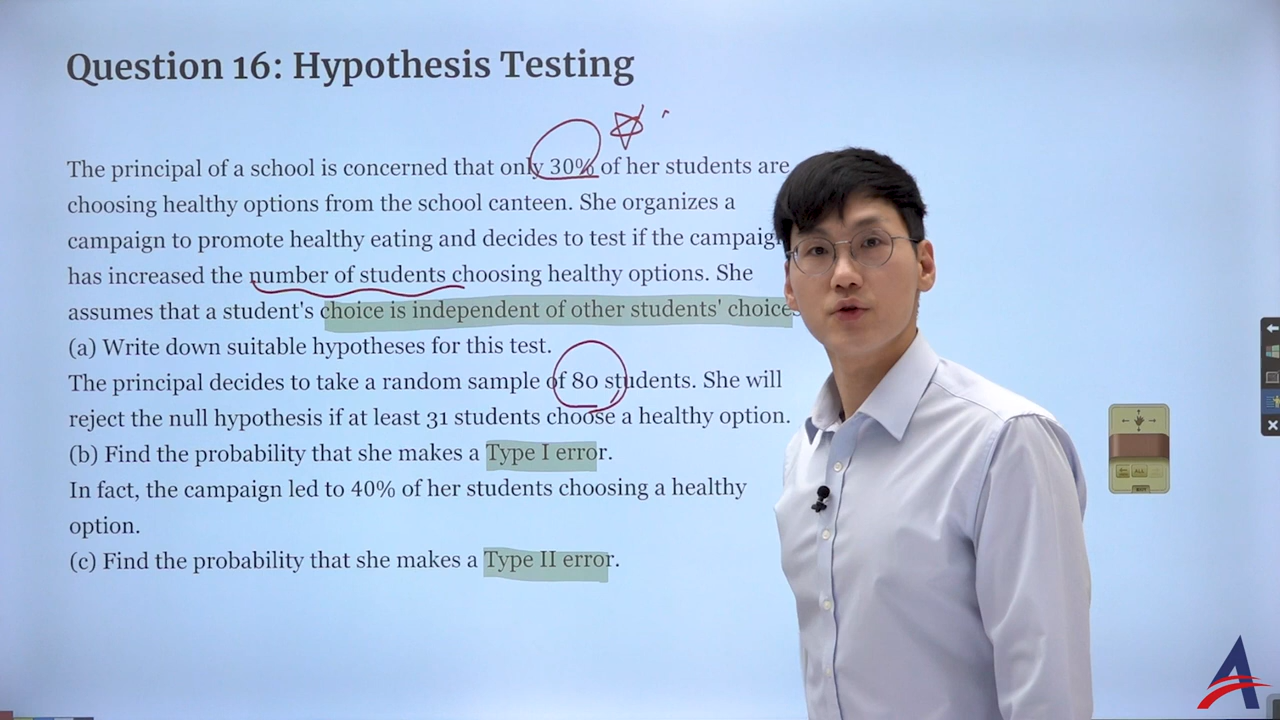 Question 16: Hypothesis Testing
The principal of a school is concerned that only 30% of her students are
choosing healthy options from the school canteen. She organizes a
campaign to promote healthy eating and decides to test if the campaign
has increased the number of students choosing healthy options. She
assumes that a student's choice is independent of other students' choices
(a) Write down suitable hypotheses for this test.
The principal decides to take a random sample of 80 students. She will
reject the null hypothesis if at least 31 students choose a healthy option.
(b) Find the probability that she makes a Type I error.
In fact, the campaign led to 40% of her students choosing a healthy
option.
(c) Find the probability that she makes a Type II error.